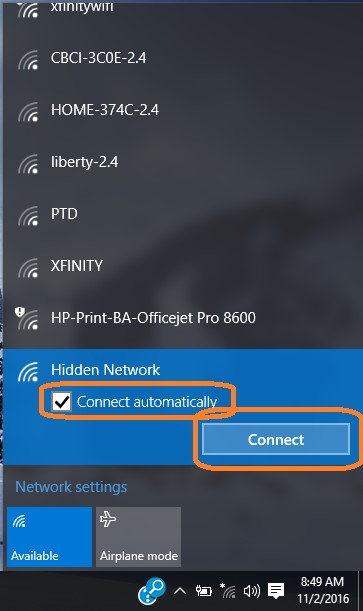 xfinitywifi
CBCI-3C0E-2.4
HOME-374C-2.4
liberty-2.4
PTD
XFINITY
HP-Print-BA-Officejet Pro 8600
Hidden Network
Connect automatically
Connect
Network settings
Available
Airplane mode
8:49 AM
11/2/2016